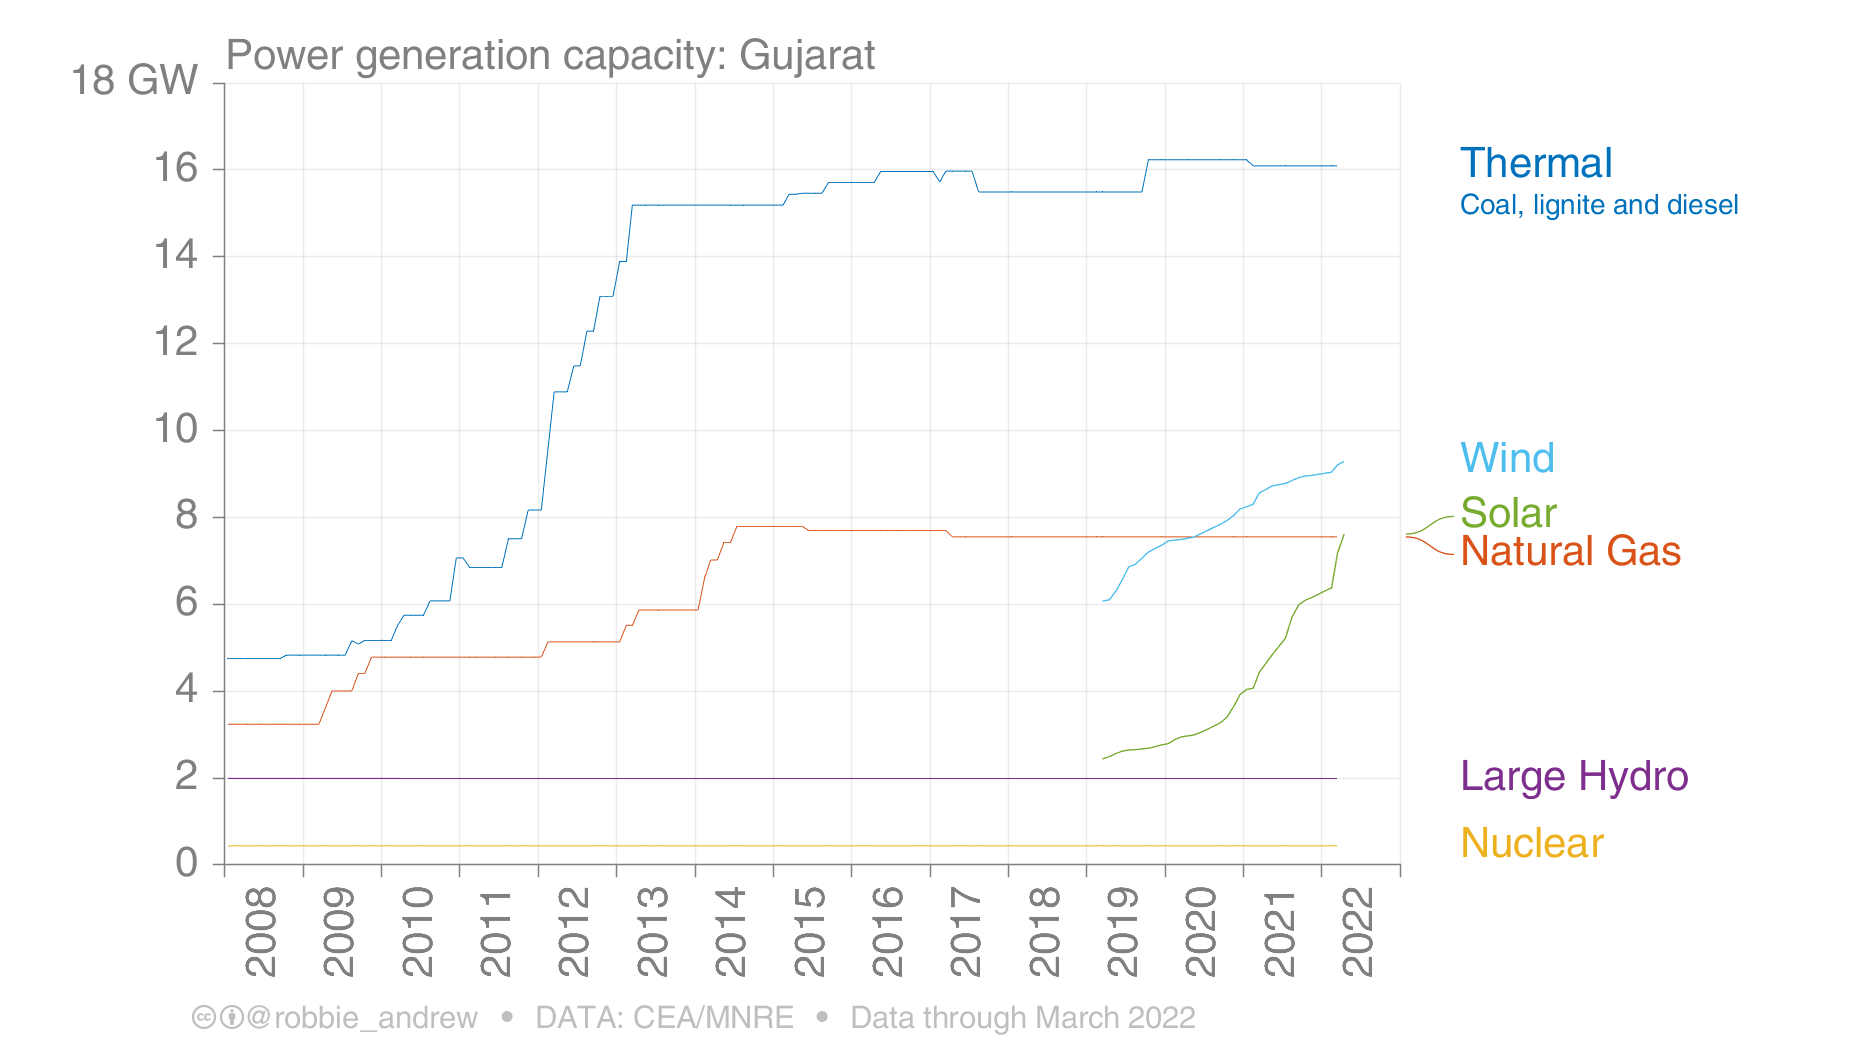 Power generation capacity: Gujarat
18 GW
16
14
12
10
8
6
4
2
0
Thermal
Coal, lignite and diesel
Wind
Solar
Natural Gas
Large Hydro
Nuclear
2008 2009 2010 2011 2012 2013 2014 2015 2016 2017 2018 2019 2020 2021 2022
cc @robbie_andrew • DATA: CEA/MNRE • Data through March 2022